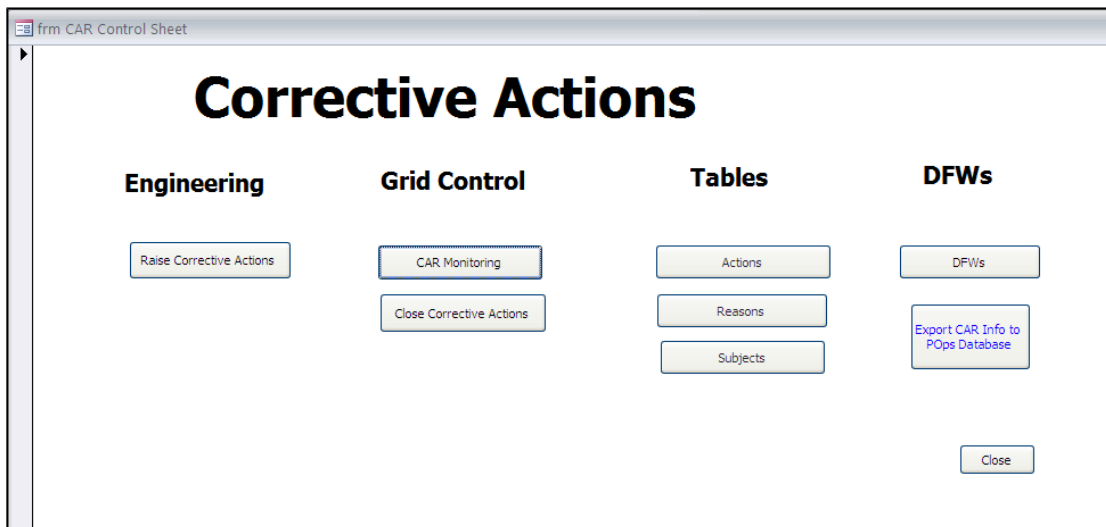 frm CAR Control Sheet
Corrective Actions
Engineering
Grid Control
Tables
DFWs
Raise Corrective Actions
CAR Monitoring
Actions
DFWs
Close Corrective Actions
Reasons
Export CAR Info to
POps Database
Subjects
Close